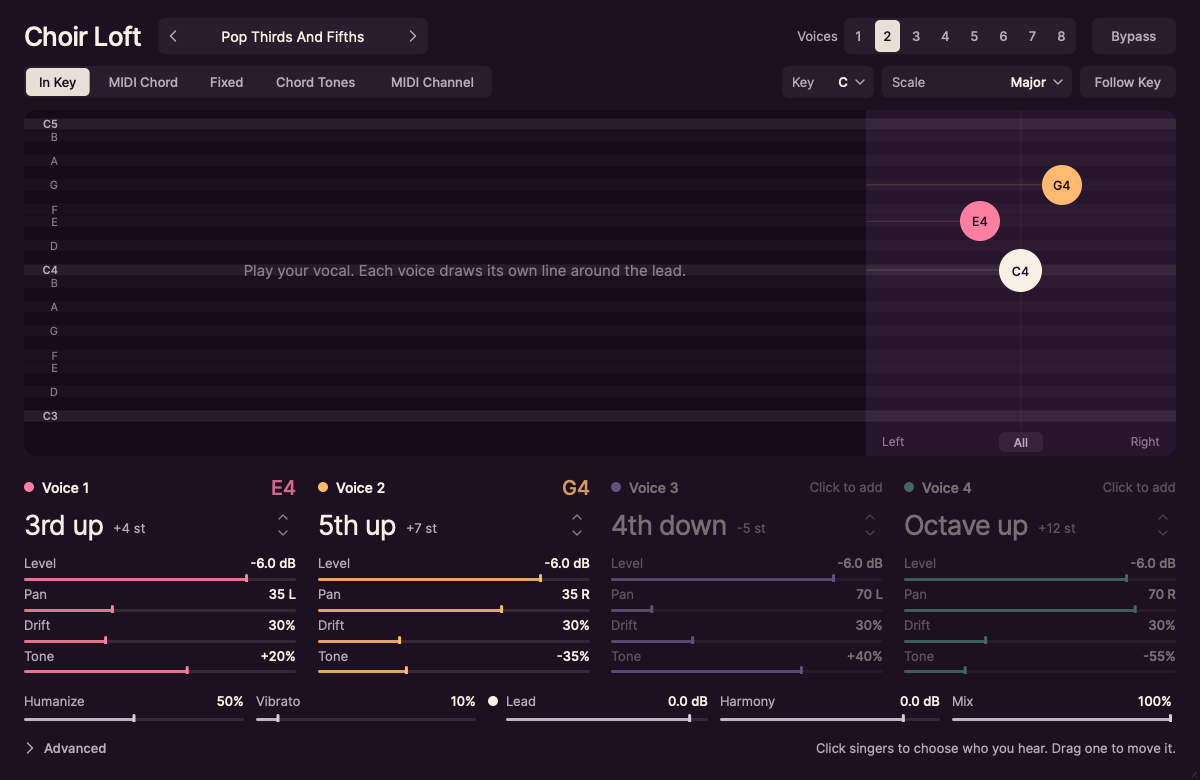 Choir Loft
Pop Thirds And Fifths
Voices 1 2 3 4 5 6 7 8
Bypass
In Key MIDI Chord Fixed Chord Tones MIDI Channel
Key C
Scale Major
Follow Key
C5
B
A
G
F
E
D
C4
B
A
G
F
E
D
C3
Play your vocal. Each voice draws its own line around the lead.
G4
E4
C4
Left All Right
Voice 1 E4
3rd up +4 st
Level -6.0 dB
Pan 35 L
Drift 30%
Tone +20%
Voice 2 G4
5th up +7 st
Level -6.0 dB
Pan 35 R
Drift 30%
Tone -35%
Voice 3 Click to add
4th down -5 st
Level -6.0 dB
Pan 70 L
Drift 30%
Tone +40%
Voice 4 Click to add
Octave up +12 st
Level -6.0 dB
Pan 70 R
Drift 30%
Tone -55%
Humanize 50% Vibrato 10% Lead 0.0 dB Harmony 0.0 dB Mix 100%
Advanced
Click singers to choose who you hear. Drag one to move it.